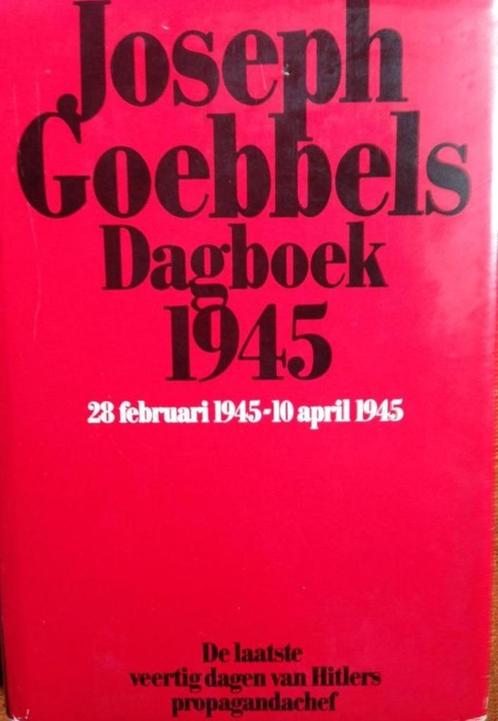 Joseph
Goebbels
Dagboek
1945
28 februari 1945-10 april 1945
De laatste
veertig dagen van Hitlers
propagandachef